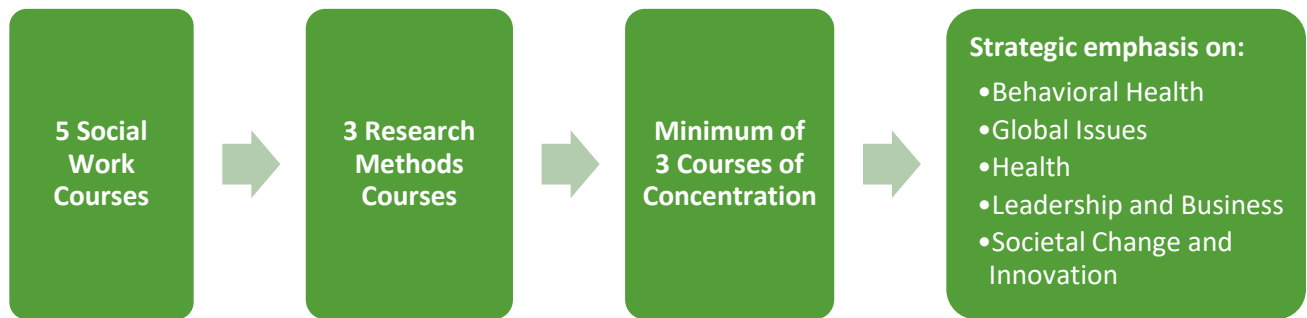 5 Social
Work
Courses
3 Research
Methods
Courses
Minimum of
3 Courses of
Concentration
Strategic emphasis on:
•Behavioral Health
•Global Issues
•Health
•Leadership and Business
•Societal Change and
Innovation